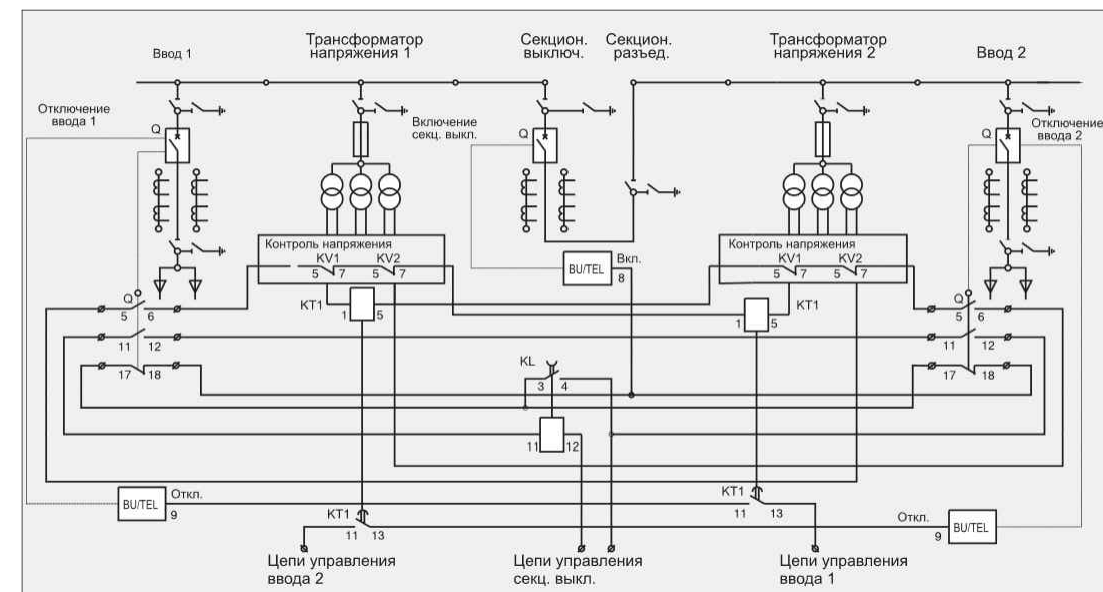 Ввод 1
Трансформатор
напряжения 1
Секцион.
выключ.
Секцион.
разъед.
Трансформатор
напряжения 2
Ввод 2
Отключение
ввода 1
Q
Включение
секц. выкл.
Q
Q
Отключение
ввода 2
Контроль напряжения
KV1 KV2
5 7 5 7
Контроль напряжения
KV1 KV2
5 7 5 7
BU/TEL
Вкл.
8
Q
5 6
KT1
1 5
KT1
1 5
Q
5 6
11 12
11 12
17 18
KL
3 4
17 18
11 12
BU/TEL
Откл.
9
KT1
11 13
KT1
11 13
Откл.
9
BU/TEL
Цепи управления
ввода 2
Цепи управления
секц. выкл.
Цепи управления
ввода 1